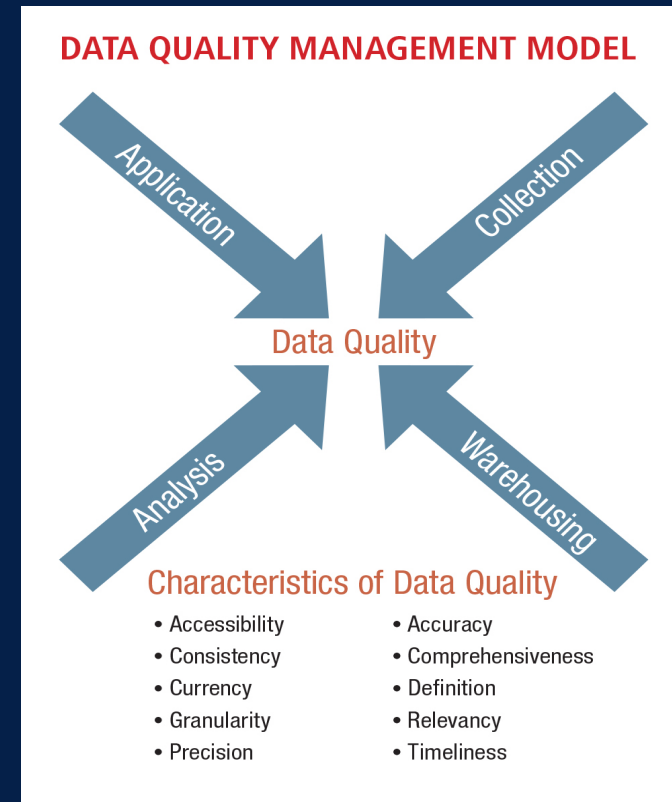 DATA QUALITY MANAGEMENT MODEL
Application
Collection
Data Quality
Analysis
Warehousing
Characteristics of Data Quality
• Accessibility
• Consistency
• Currency
• Granularity
• Precision
• Accuracy
• Comprehensiveness
• Definition
• Relevancy
• Timeliness